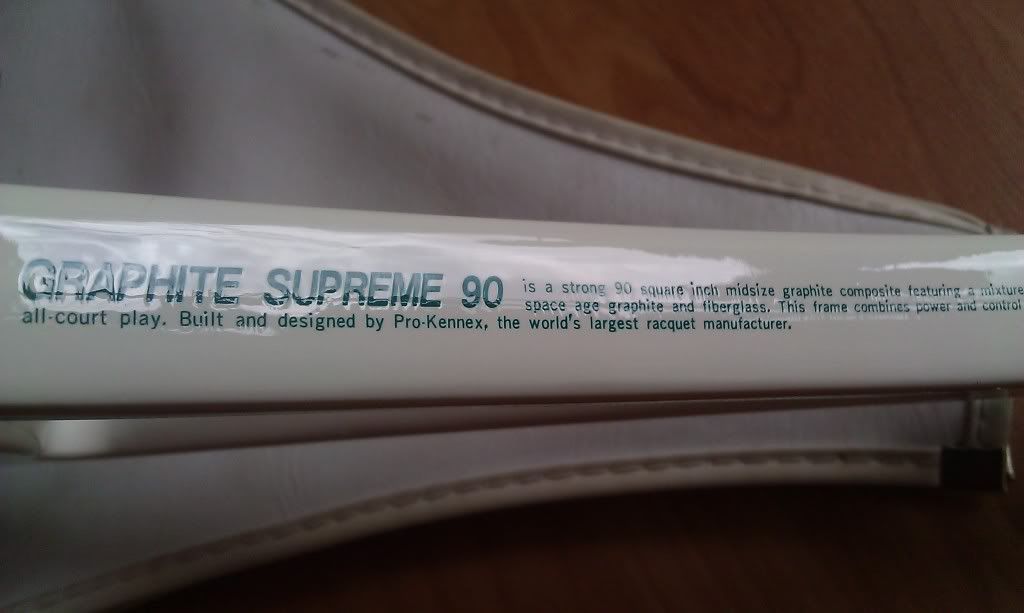 GRAPHITE SUPREME 90 is a strong 90 square inch midsize graphite composite featuring a mixture
space age graphite and fiberglass. This frame combines power and control
all-court play. Built and designed by Pro-Kennex, the world's largest racquet manufacturer.